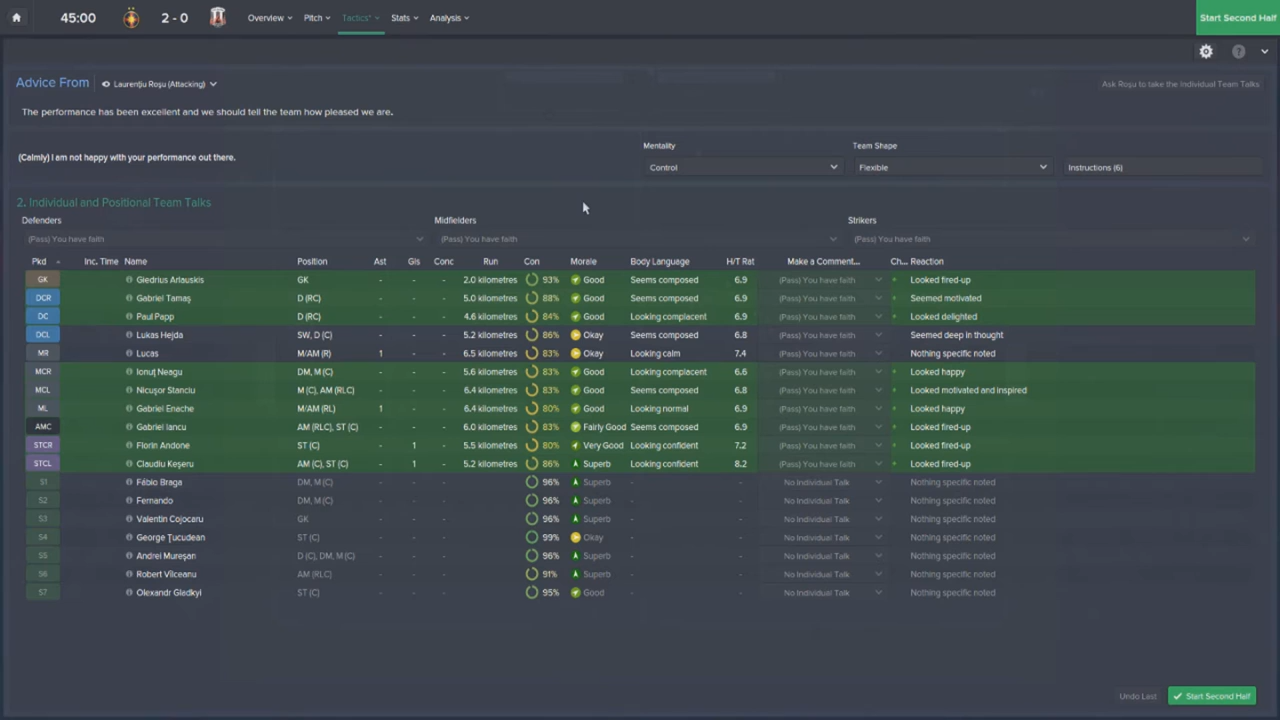 45:00 2 - 0 Overview Pitch Tactics* Stats Analysis Start Second Half
Advice From Laurențiu Roșu (Attacking) Ask Roșu to take the Individual Team Talks
The performance has been excellent and we should tell the team how pleased we are.
Mentality Team Shape
(Calmly) I am not happy with your performance out there.
Control Flexible Instructions (6)
2. Individual and Positional Team Talks
Defenders Midfielders Strikers
(Pass) You have faith (Pass) You have faith (Pass) You have faith
Pkd Inc. Time Name Position Ast Gls Conc Run Con Morale Body Language H/T Rat Make a Comment... Ch... Reaction
GK Giedrius Arlauskis GK - - - 2.0 kilometres 93% Good Seems composed 6.9 (Pass) You have faith Looked fired-up
DCR Gabriel Tamaș D (RC) - - - 5.0 kilometres 88% Good Seems composed 6.9 (Pass) You have faith Seemed motivated
DC Paul Papp D (RC) - - - 4.6 kilometres 84% Good Looking complacent 6.9 (Pass) You have faith Looked delighted
DCL Lukas Hejda SW, D (C) - - - 5.2 kilometres 86% Okay Seems composed 6.8 (Pass) You have faith Seemed deep in thought
MR Lucas M/AM (R) 1 - - 6.5 kilometres 83% Okay Looking calm 7.4 (Pass) You have faith Nothing specific noted
MCR Ionuț Neagu DM, M (C) - - - 5.6 kilometres 83% Good Looking complacent 6.6 (Pass) You have faith Looked happy
MCL Nicușor Stanciu M (C), AM (RLC) - - - 6.4 kilometres 83% Good Seems composed 6.8 (Pass) You have faith Looked motivated and inspired
ML Gabriel Enache M/AM (RL) 1 - - 6.4 kilometres 80% Good Looking normal 6.9 (Pass) You have faith Looked happy
AMC Gabriel Iancu AM (RLC), ST (C) - - - 6.0 kilometres 83% Fairly Good Seems composed 6.9 (Pass) You have faith Looked fired-up
STCR Florin Andone ST (C) - 1 - 5.5 kilometres 80% Very Good Looking confident 7.2 (Pass) You have faith Looked fired-up
STCL Claudiu Keșeru AM (C), ST (C) - 1 - 5.2 kilometres 86% Superb Looking confident 8.2 (Pass) You have faith Looked fired-up
S1 Fábio Braga DM, M (C) - - - 96% Superb - - No Individual Talk Nothing specific noted
S2 Fernando DM, M (C) - - - 96% Superb - - No Individual Talk Nothing specific noted
S3 Valentin Cojocaru GK - - - 96% Superb - - No Individual Talk Nothing specific noted
S4 George Țucudean ST (C) - - - 99% Okay - - No Individual Talk Nothing specific noted
S5 Andrei Mureșan D (C), DM, M (C) - - - 96% Superb - - No Individual Talk Nothing specific noted
S6 Robert Vîlceanu AM (RLC) - - - 91% Superb - - No Individual Talk Nothing specific noted
S7 Olexandr Gladkyi ST (C) - - - 95% Good - - No Individual Talk Nothing specific noted
Undo Last Start Second Half